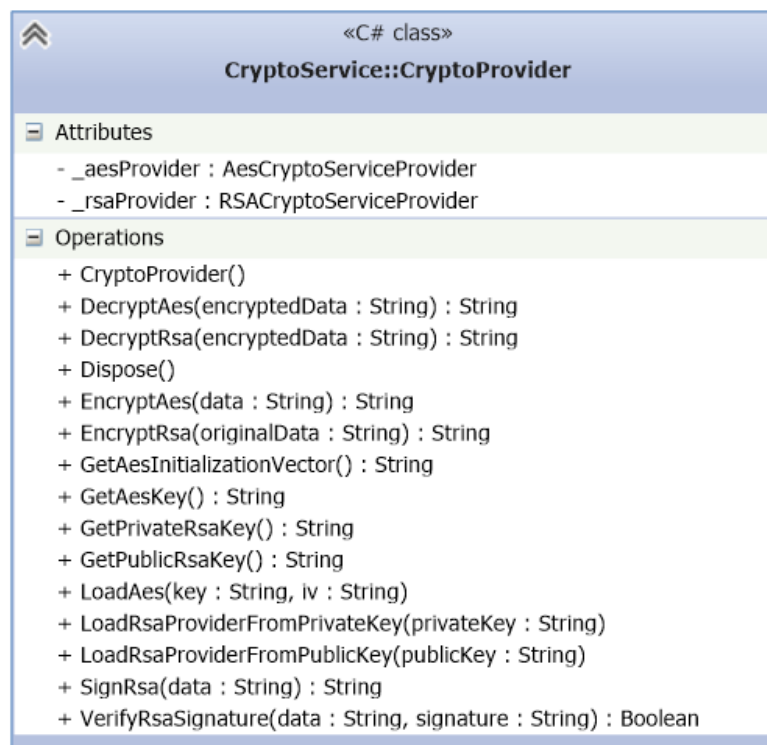 «C# class»
CryptoService::CryptoProvider
Attributes
- _aesProvider : AesCryptoServiceProvider
- _rsaProvider : RSACryptoServiceProvider
Operations
+ CryptoProvider()
+ DecryptAes(encryptedData : String) : String
+ DecryptRsa(encryptedData : String) : String
+ Dispose()
+ EncryptAes(data : String) : String
+ EncryptRsa(originalData : String) : String
+ GetAesInitializationVector() : String
+ GetAesKey() : String
+ GetPrivateRsaKey() : String
+ GetPublicRsaKey() : String
+ LoadAes(key : String, iv : String)
+ LoadRsaProviderFromPrivateKey(privateKey : String)
+ LoadRsaProviderFromPublicKey(publicKey : String)
+ SignRsa(data : String) : String
+ VerifyRsaSignature(data : String, signature : String) : Boolean